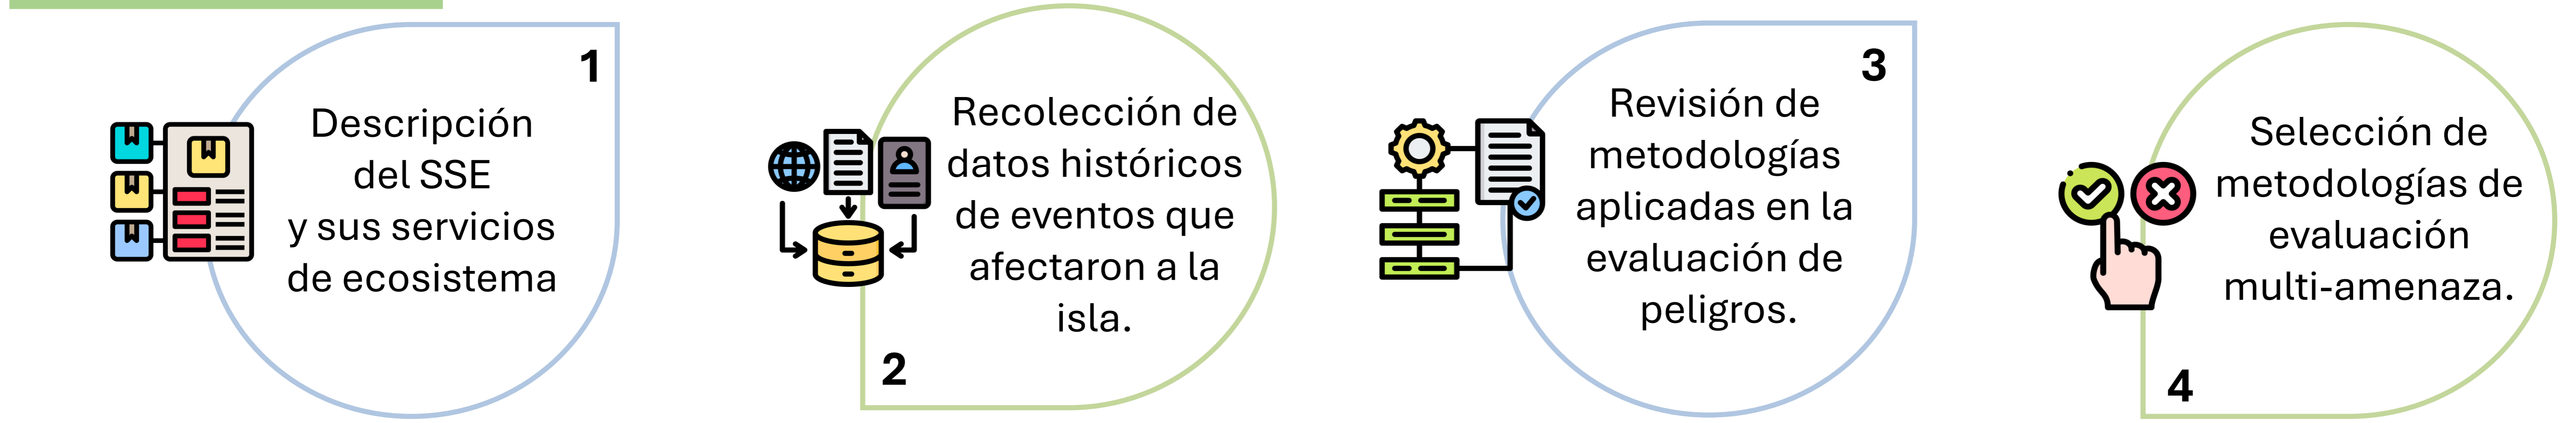 1
Descripción
del SSE
y sus servicios
de ecosistema
Recolección de
datos históricos
de eventos que
afectaron a la
isla.
2
3
Revisión de
metodologías
aplicadas en la
evaluación de
peligros.
Selección de
metodologías de
evaluación
multi-amenaza.
4